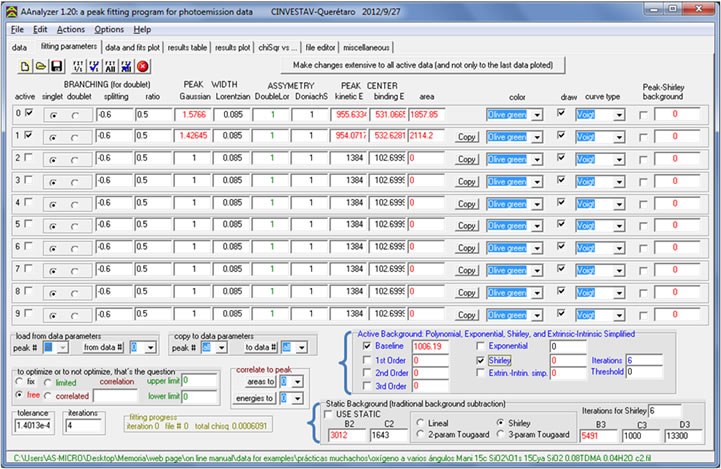 AAnalyzer 1.20: a peak fitting program for photoemission data CINVESTAV-Querétaro 2012/9/27
File Edit Actions Options Help
data fitting parameters data and fits plot results table results plot chiSqr vs ... file editor miscellaneous
Make changes extensive to all active data (and not only to the last data ploted)
BRANCHING (for doublet) PEAK WIDTH ASSYMETRY PEAK CENTER Peak-Shirley
active singlet doublet splitting ratio Gaussian Lorentzian DoubleLor DoniachS kinetic E binding E area color draw curve type background
0 -0.6 0.5 1.5766 0.085 1 1 955.633 531.066 1857.85 Olive green Voigt 0
1 -0.6 0.5 1.42645 0.085 1 1 954.071 532.628 2114.2 Copy Olive green Voigt 0
2 -0.6 0.5 1 0.085 1 1 1384 102.699 0 Copy Olive green Voigt 0
3 -0.6 0.5 1 0.085 1 1 1384 102.699 0 Copy Olive green Voigt 0
4 -0.6 0.5 1 0.085 1 1 1384 102.699 0 Copy Olive green Voigt 0
5 -0.6 0.5 1 0.085 1 1 1384 102.699 0 Copy Olive green Voigt 0
6 -0.6 0.5 1 0.085 1 1 1384 102.699 0 Copy Olive green Voigt 0
7 -0.6 0.5 1 0.085 1 1 1384 102.699 0 Copy Olive green Voigt 0
8 -0.6 0.5 1 0.085 1 1 1384 102.699 0 Copy Olive green Voigt 0
9 -0.6 0.5 1 0.085 1 1 1384 102.699 0 Copy Olive green Voigt 0
load from data parameters
peak # from data # 0
copy to data parameters
peak # all to data # all
to optimize or to not optimize, that's the question
fix limited correlation upper limit 0
free correlated lower limit 0
correlate to peak
areas to 0
energies to 0
tolerance iterations
1.4013e-4 4
fitting progress
iteration 0 file # 0 total chisq 0.0006091
Active Background: Polynomial, Exponential, Shirley, and Extrinsic-Intrinsic Simplified
Baseline 1006.19 Exponential 0
1st Order 0 Shirley 0 Iterations 6
2nd Order 0 Extrin.-Intrin. simp. 0 Threshold 0
3rd Order 0
Static Background (traditional background subtraction)
USE STATIC Iterations for Shirley 6
B2 C2 Lineal Shirley B3 C3 D3
3012 1643 2-param Tougaard 3-param Tougaard 5491 1000 13300
C:\Users\AS-MICRO\Desktop\Memoria\web page\on line manual\data for examples\prácticas muchachos\oxígeno a varios ángulos Mani 15c SiO2\O1s 15Cya SiO2 0.08TDMA 0.04H2O c2.fil